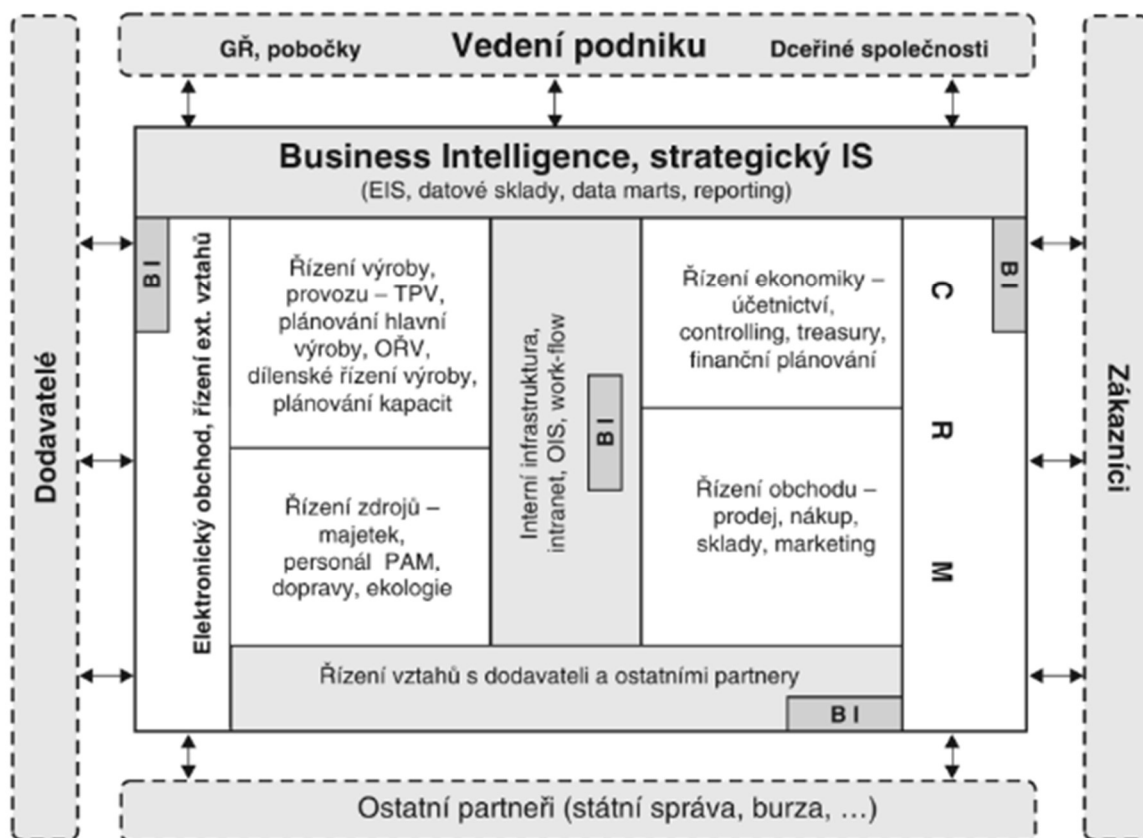 GŘ, pobočky Vedení podniku Dceřiné společnosti
Business Intelligence, strategický IS
(EIS, datové sklady, data marts, reporting)
Dodavatelé
B I
Elektronický obchod, řízení ext. vztahů
Řízení výroby,
provozu – TPV,
plánování hlavní
výroby, OŘV,
dílenské řízení výroby,
plánování kapacit
Řízení zdrojů –
majetek,
personál PAM,
dopravy, ekologie
Interní infrastruktura,
intranet, OIS, work-flow
B I
Řízení ekonomiky –
účetnictví,
controlling, treasury,
finanční plánování
Řízení obchodu –
prodej, nákup,
sklady, marketing
C R M
B I
Zákazníci
Řízení vztahů s dodavateli a ostatními partnery
B I
Ostatní partneři (státní správa, burza, …)